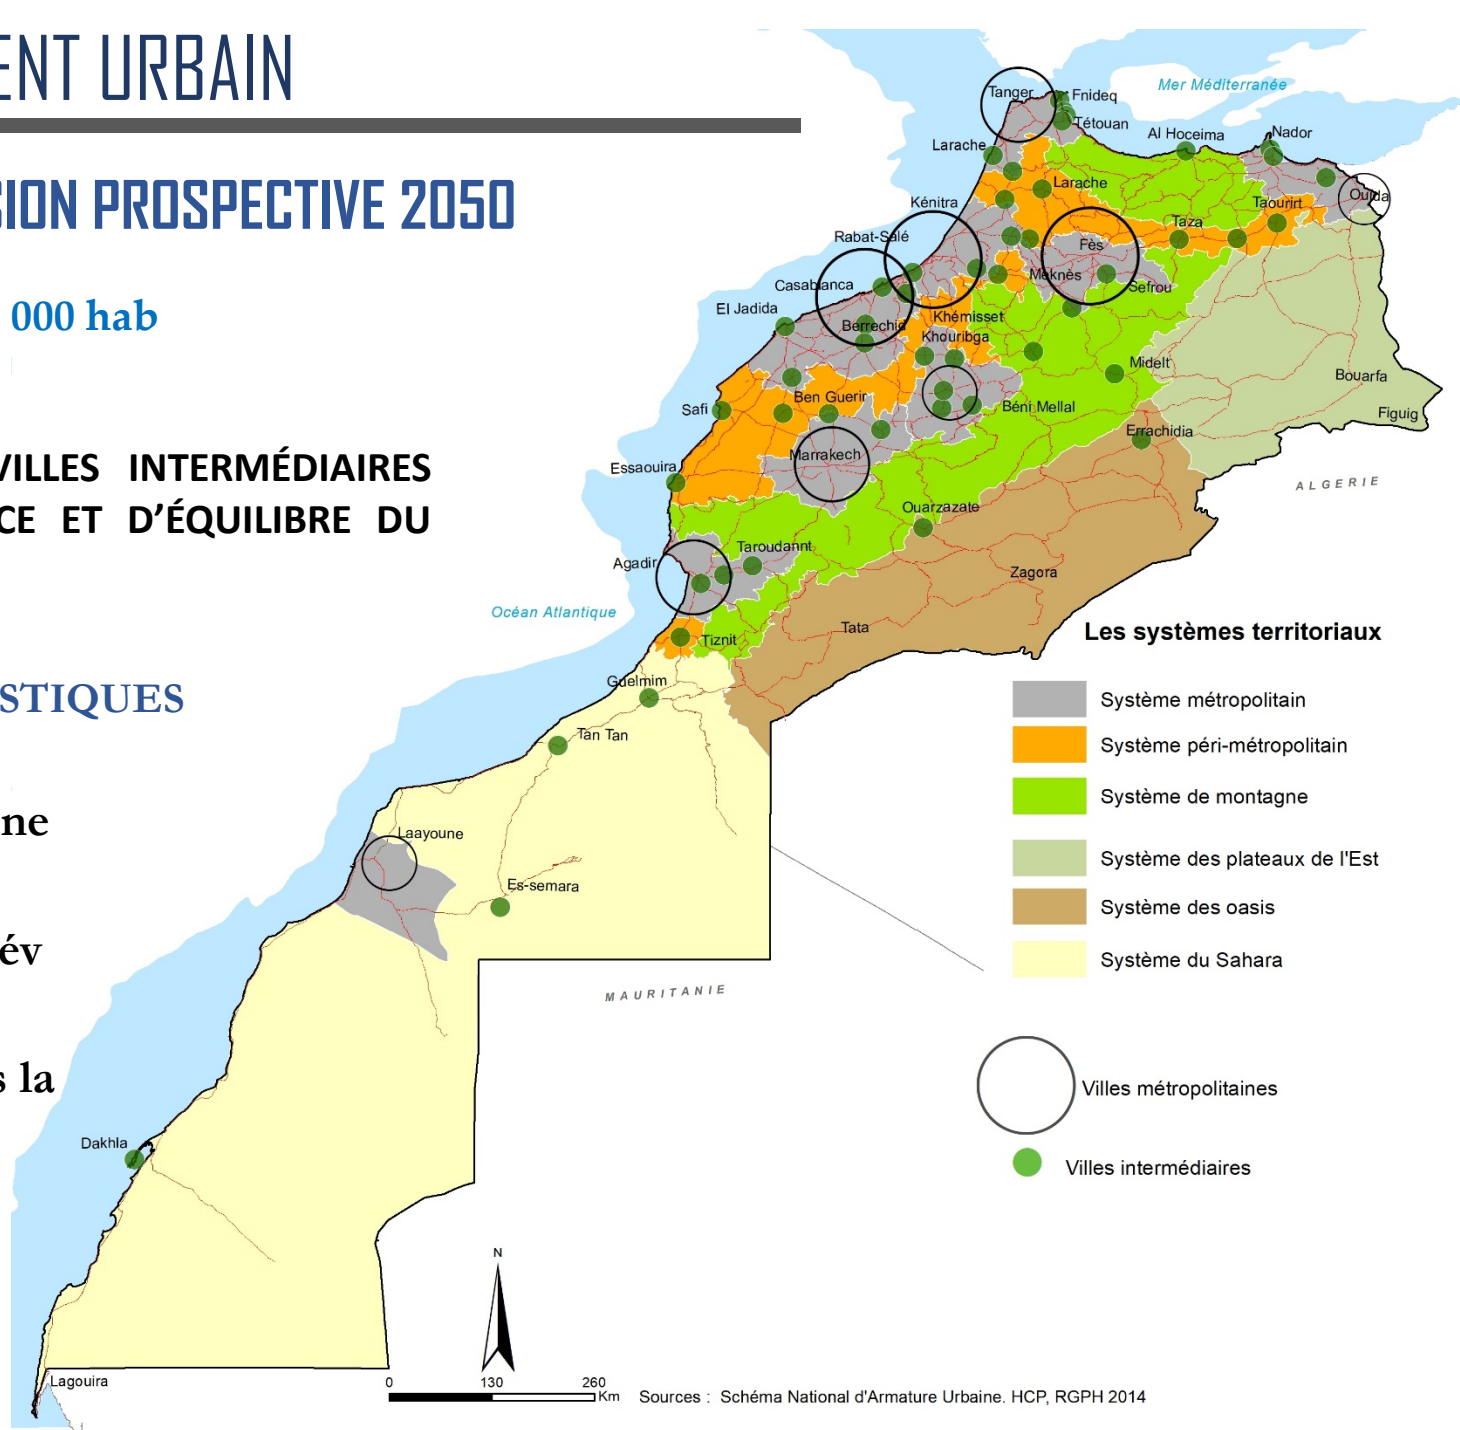 ENT URBAIN
SION PROSPECTIVE 2050
000 hab
VILLES INTERMÉDIAIRES
CE ET D'ÉQUILIBRE DU
STIQUES
ne
év
s la
Mer Méditerranée
Tanger
Fnideq
Tétouan
Al Hoceima
Nador
Larache
Larache
Oujda
Kénitra
Taourirt
Taza
Rabat-Salé
Fès
Meknès
Casablanca
Sefrou
El Jadida
Khémisset
Berrechid
Khouribga
Midelt
Bouarfa
Ben Guerir
Safi
Béni Mellal
Figuig
Errachidia
Marrakech
Essaouira
ALGERIE
Ouarzazate
Taroudannt
Agadir
Zagora
Océan Atlantique
Tata
Tiznit
Guelmim
Tan Tan
Laayoune
Es-semara
MAURITANIE
Dakhla
Lagouira
Les systèmes territoriaux
Système métropolitain
Système péri-métropolitain
Système de montagne
Système des plateaux de l'Est
Système des oasis
Système du Sahara
Villes métropolitaines
Villes intermédiaires
N
0 130 260
Km
Sources : Schéma National d'Armature Urbaine. HCP, RGPH 2014